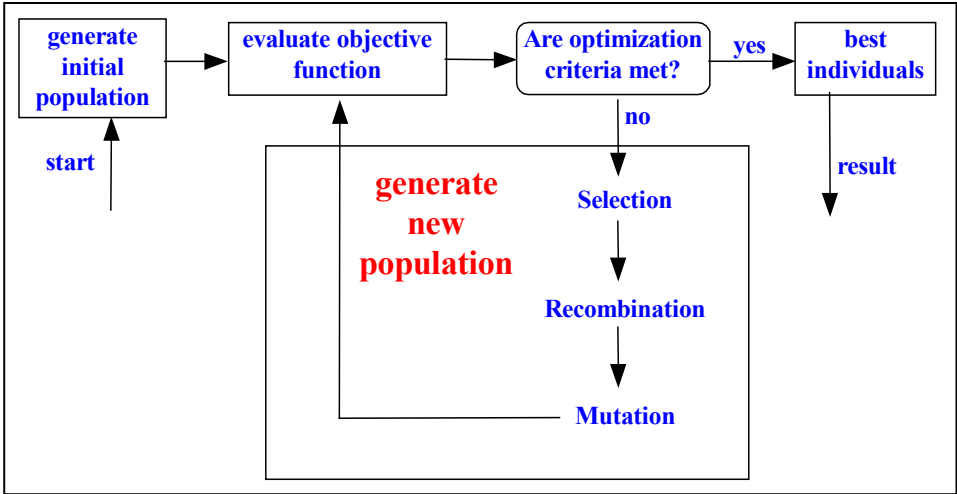 generate
initial
population
evaluate objective
function
Are optimization
criteria met?
yes
best
individuals
start
no
result
generate
new
population
Selection
Recombination
Mutation